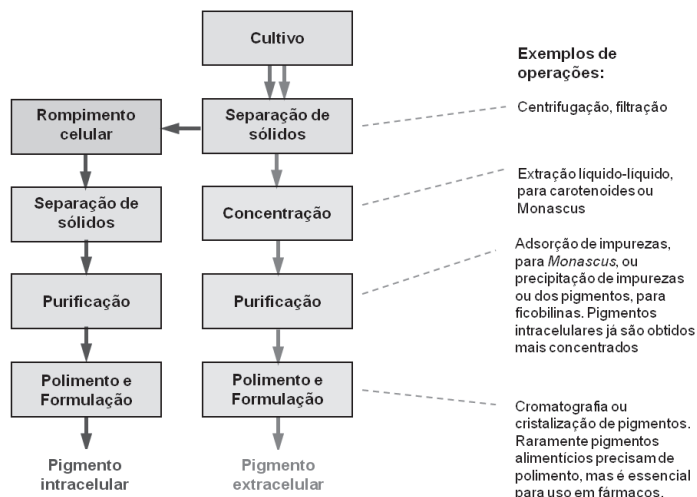 Cultivo
Exemplos de
operações:
Rompimento
celular
Separação de
sólidos
Centrifugação, filtração
Separação de
sólidos
Concentração
Extração líquido-líquido,
para carotenoides ou
Monascus
Purificação
Purificação
Adsorção de impurezas,
para Monascus, ou
precipitação de impurezas
ou dos pigmentos, para
ficobilinas. Pigmentos
intracelulares já são obtidos
mais concentrados
Polimento e
Formulação
Polimento e
Formulação
Cromatografia ou
cristalização de pigmentos.
Raramente pigmentos
alimentícios precisam de
polimento, mas é essencial
para uso em fármacos.
Pigmento
intracelular
Pigmento
extracelular